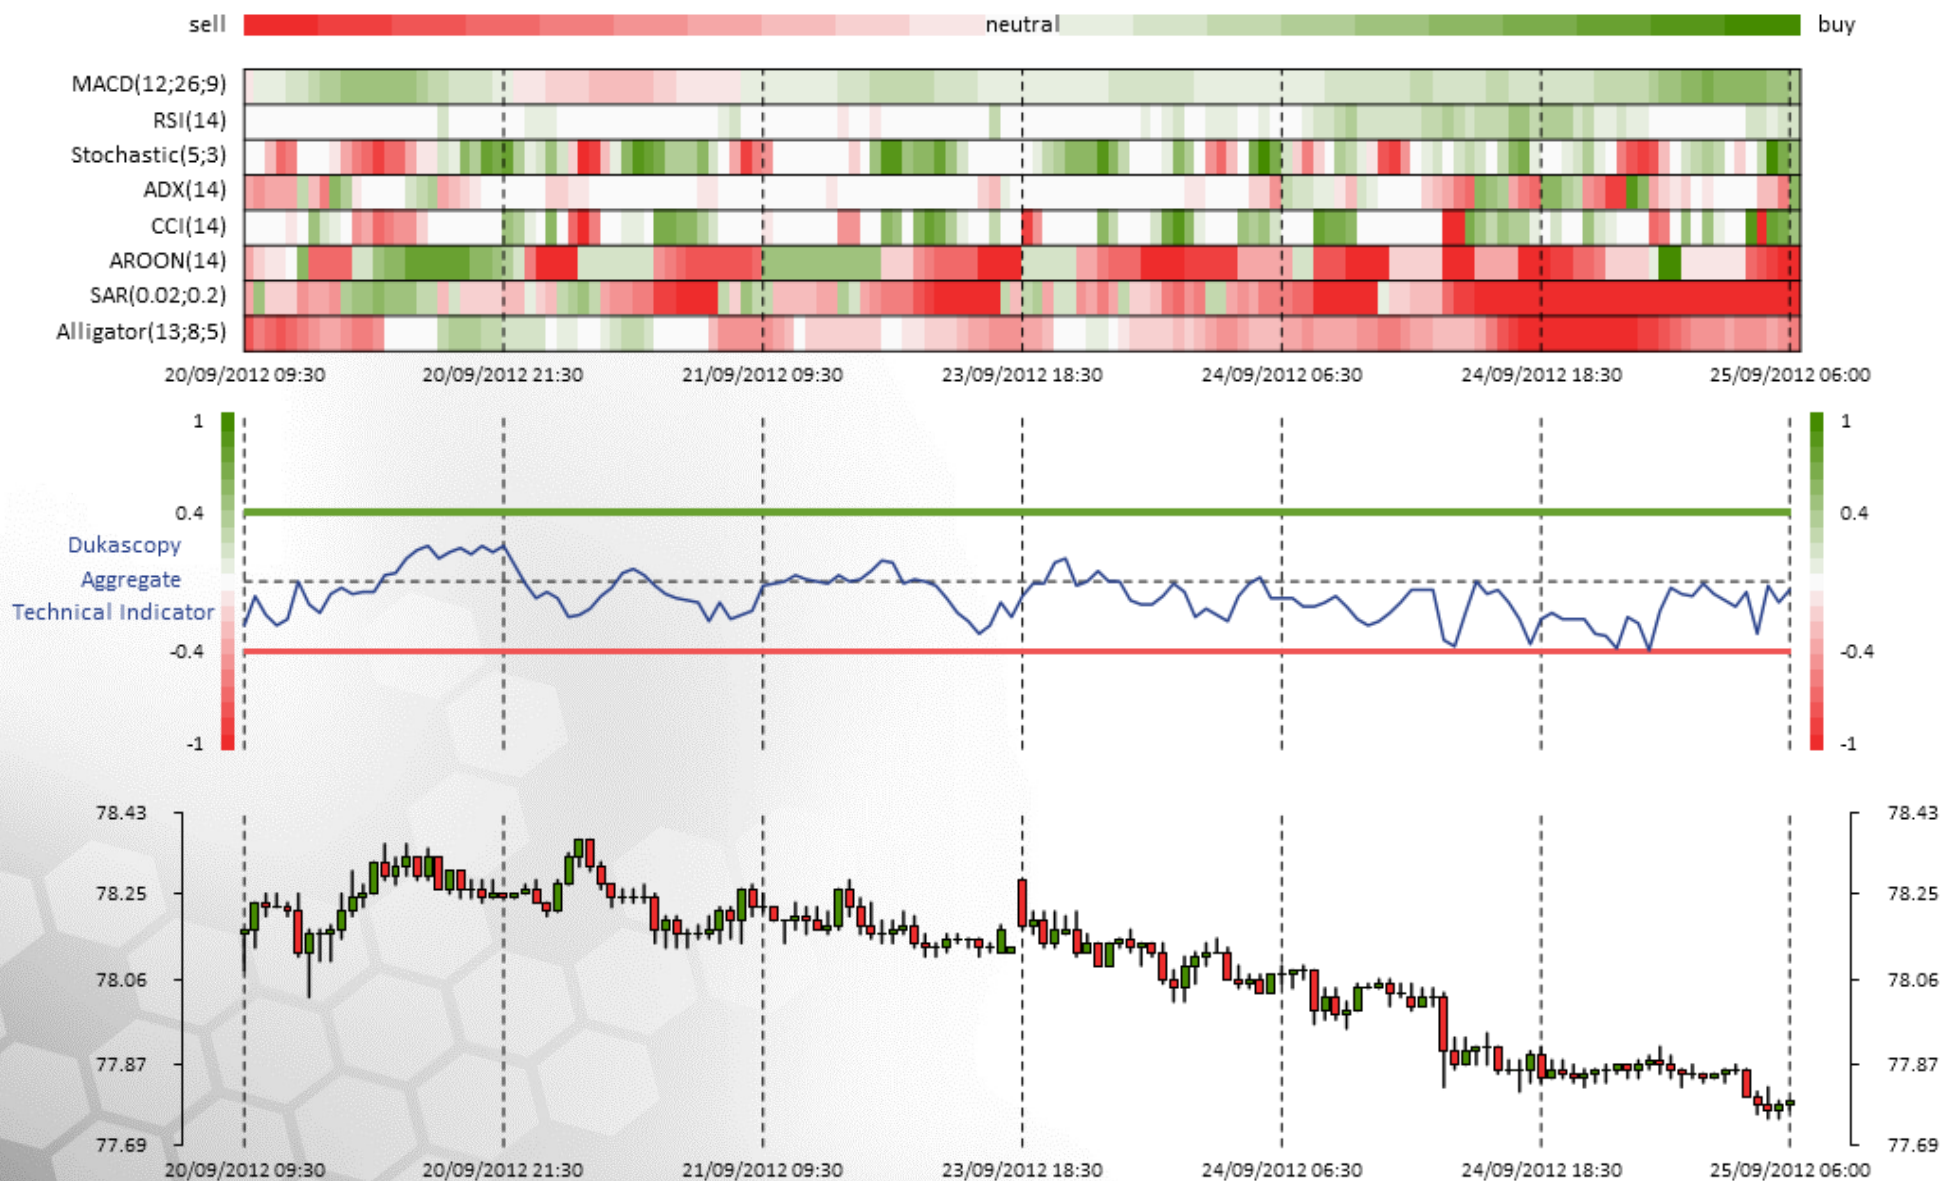 sell neutral buy
MACD(12;26;9)
RSI(14)
Stochastic(5;3)
ADX(14)
CCI(14)
AROON(14)
SAR(0.02;0.2)
Alligator(13;8;5)
20/09/2012 09:30 20/09/2012 21:30 21/09/2012 09:30 23/09/2012 18:30 24/09/2012 06:30 24/09/2012 18:30 25/09/2012 06:00
1 1
0.4 0.4
Dukascopy
Aggregate
Technical Indicator
-0.4 -0.4
-1 -1
78.43 78.43
78.25 78.25
78.06 78.06
77.87 77.87
77.69 77.69
20/09/2012 09:30 20/09/2012 21:30 21/09/2012 09:30 23/09/2012 18:30 24/09/2012 06:30 24/09/2012 18:30 25/09/2012 06:00